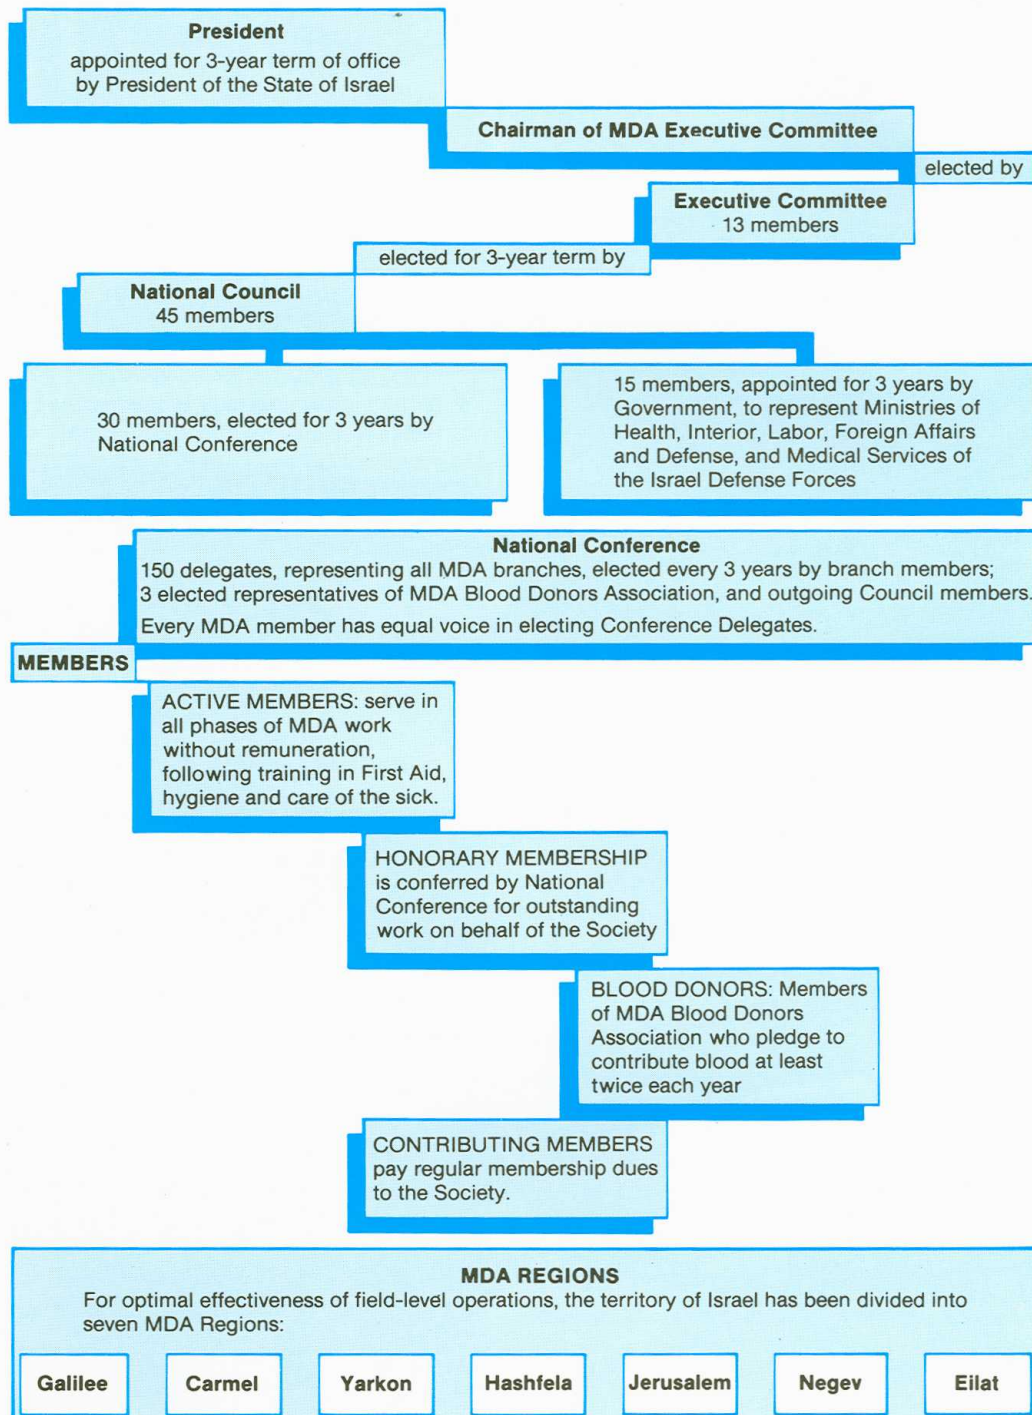 President
appointed for 3-year term of office
by President of the State of Israel
Chairman of MDA Executive Committee
elected by
Executive Committee
13 members
elected for 3-year term by
National Council
45 members
30 members, elected for 3 years by
National Conference
15 members, appointed for 3 years by
Government, to represent Ministries of
Health, Interior, Labor, Foreign Affairs
and Defense, and Medical Services of
the Israel Defense Forces
National Conference
150 delegates, representing all MDA branches, elected every 3 years by branch members;
3 elected representatives of MDA Blood Donors Association, and outgoing Council members.
Every MDA member has equal voice in electing Conference Delegates.
MEMBERS
ACTIVE MEMBERS: serve in
all phases of MDA work
without remuneration,
following training in First Aid,
hygiene and care of the sick.
HONORARY MEMBERSHIP
is conferred by National
Conference for outstanding
work on behalf of the Society
BLOOD DONORS: Members
of MDA Blood Donors
Association who pledge to
contribute blood at least
twice each year
CONTRIBUTING MEMBERS
pay regular membership dues
to the Society.
MDA REGIONS
For optimal effectiveness of field-level operations, the territory of Israel has been divided into
seven MDA Regions:
Galilee Carmel Yarkon Hashfela Jerusalem Negev Eilat